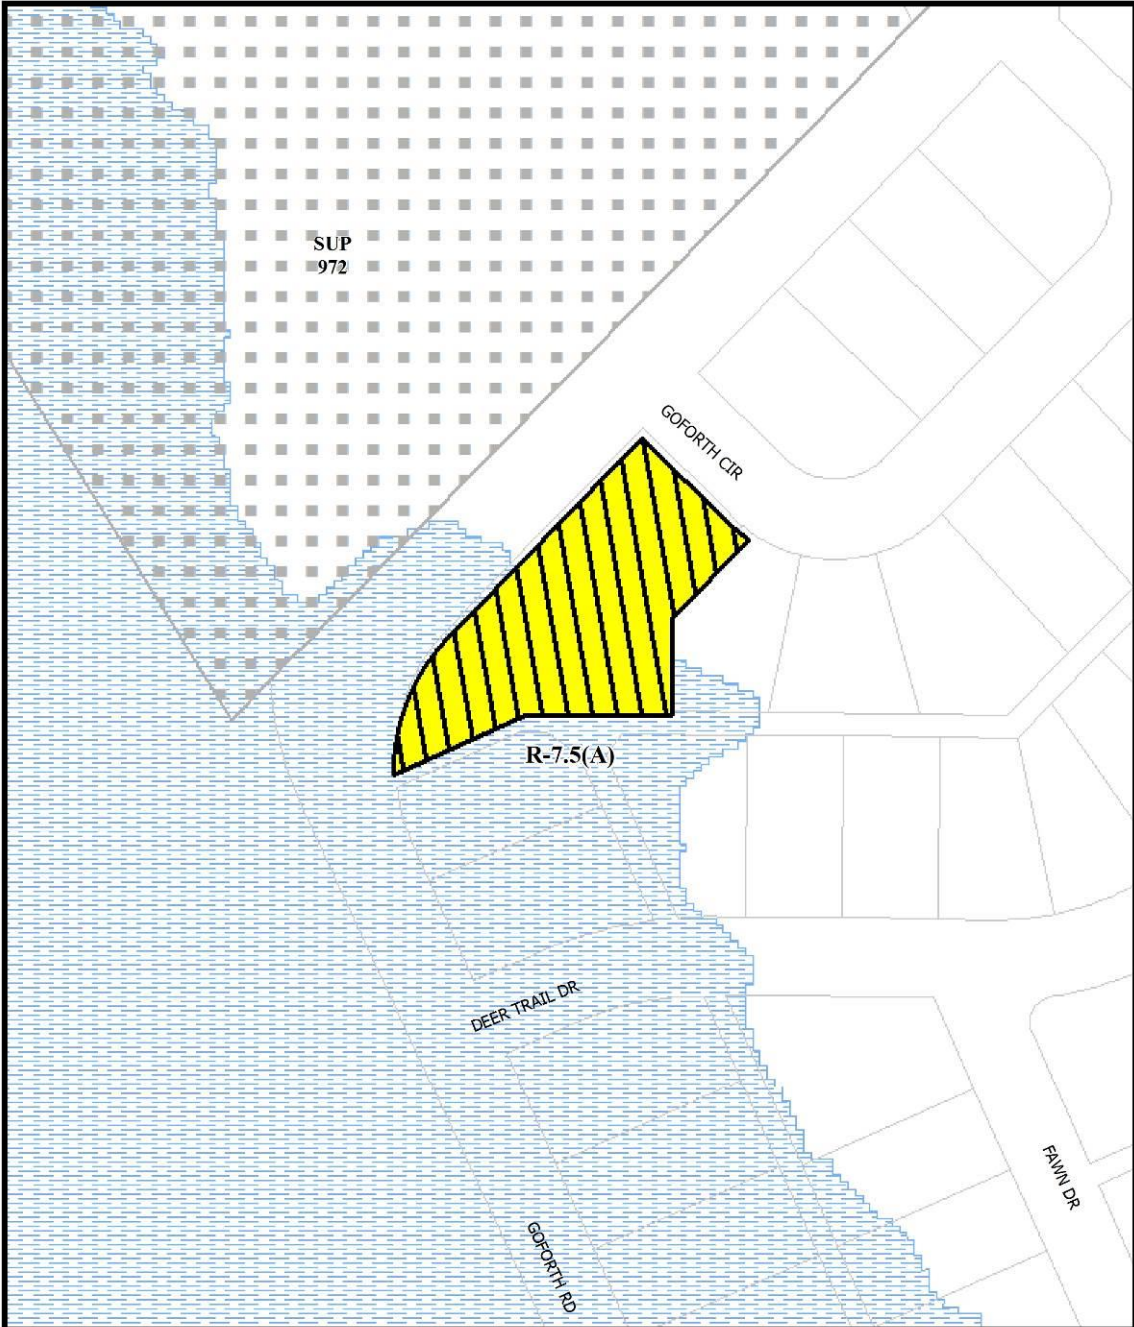 SUP
972
GOFORTH CIR
R-7.5(A)
DEER TRAIL DR
FAWN DR
GOFORTH RD